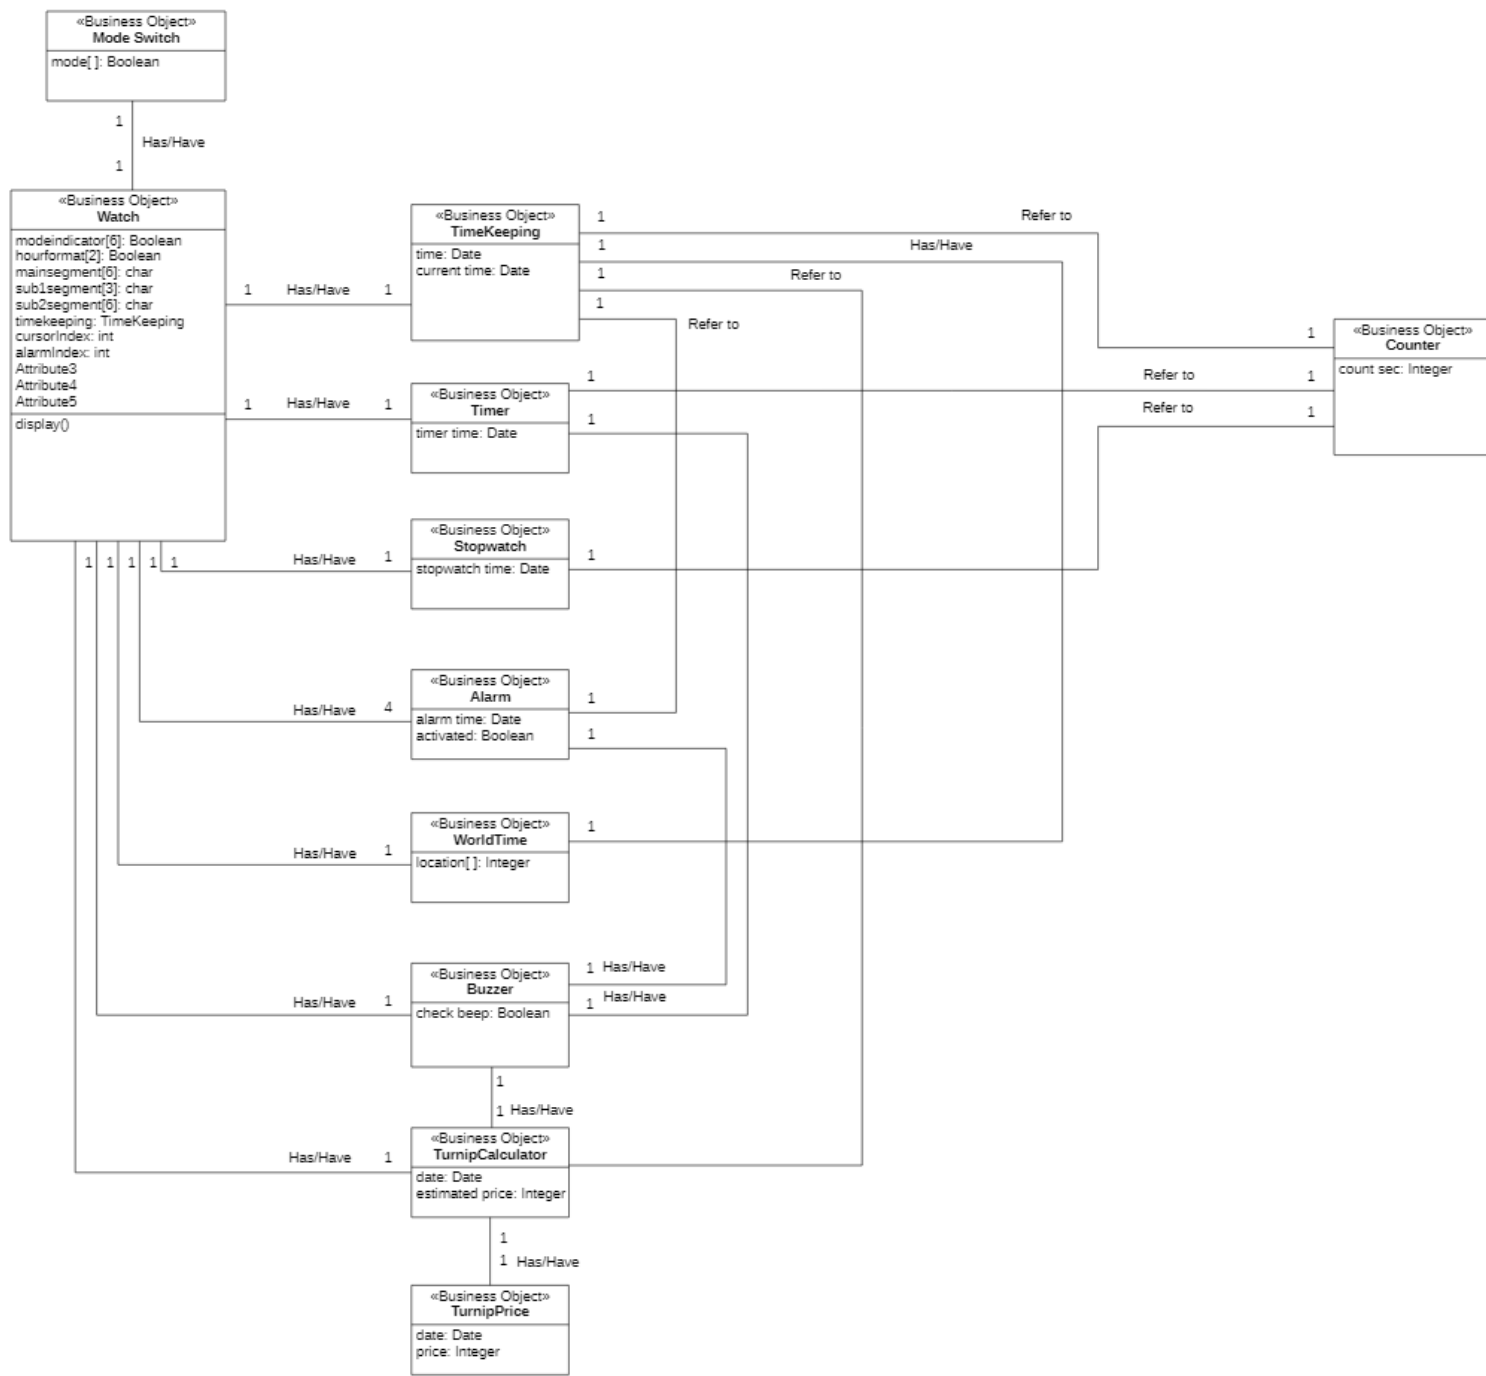 «Business Object»
Mode Switch
mode[ ]: Boolean
1
Has/Have
1
«Business Object»
Watch
modeindicator[6]: Boolean
hourformat[2]: Boolean
mainsegment[6]: char
sub1segment[3]: char
sub2segment[6]: char
timekeeping: TimeKeeping
cursorIndex: int
alarmIndex: int
Attribute3
Attribute4
Attribute5
display()
1 Has/Have 1
1 Has/Have 1
1 1 1 1 1
Has/Have 1
Has/Have 4
Has/Have 1
Has/Have 1
Has/Have 1
«Business Object»
TimeKeeping
time: Date
current time: Date
1 Refer to
1 Has/Have
1 Refer to
1
Refer to
«Business Object»
Timer
timer time: Date
1
1
«Business Object»
Stopwatch
stopwatch time: Date
1
«Business Object»
Alarm
alarm time: Date
activated: Boolean
1
1
«Business Object»
WorldTime
location[ ]: Integer
1
«Business Object»
Buzzer
check beep: Boolean
1 Has/Have
1 Has/Have
1
1 Has/Have
«Business Object»
TurnipCalculator
date: Date
estimated price: Integer
1
1 Has/Have
«Business Object»
TurnipPrice
date: Date
price: Integer
1
Refer to 1
Refer to 1
«Business Object»
Counter
count sec: Integer